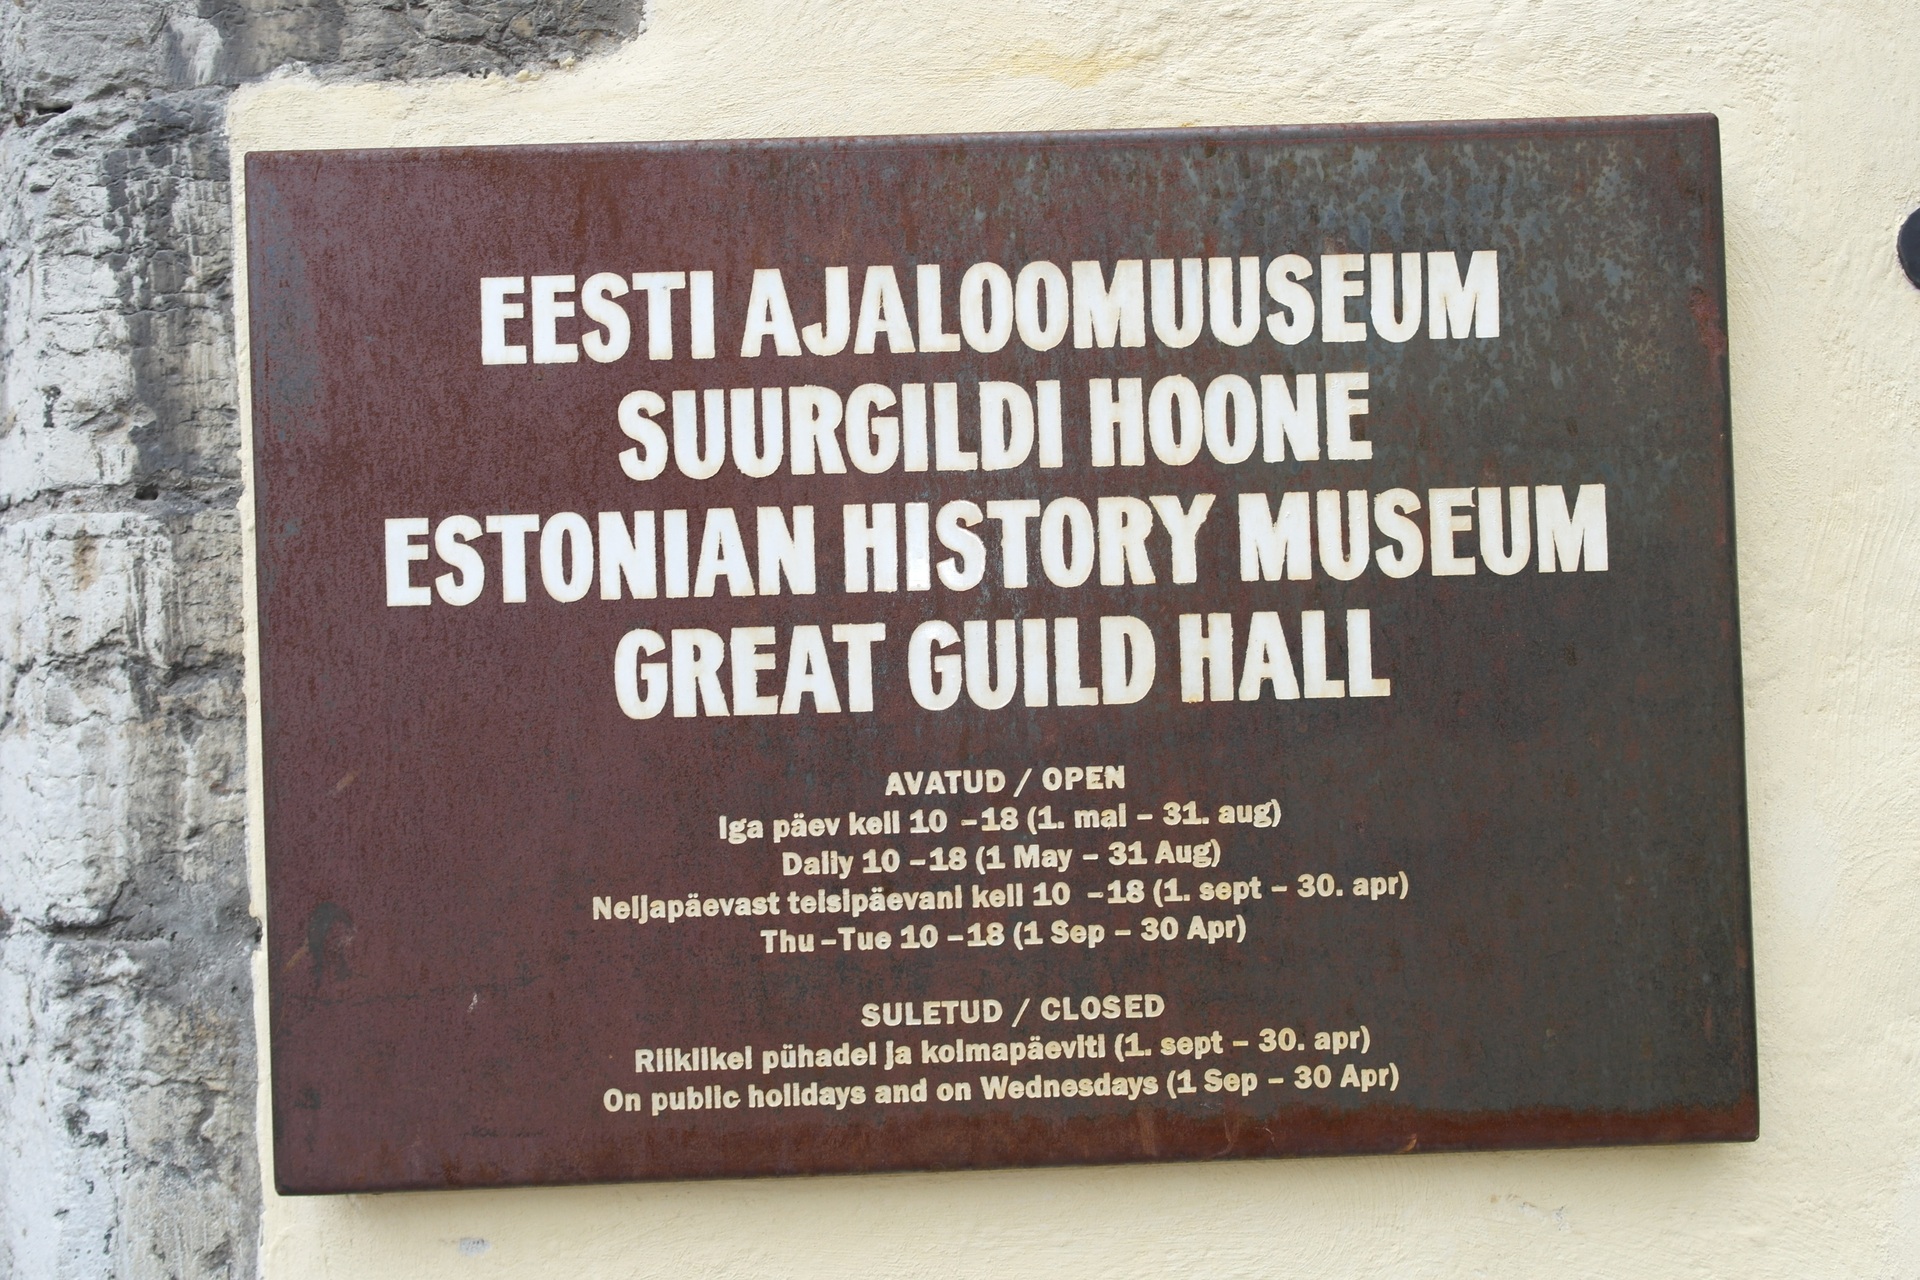 EESTI AJALOOMUUSEUM
SUURGILDI HOONE
ESTONIAN HISTORY MUSEUM
GREAT GUILD HALL
AVATUD / OPEN
Iga päev kell 10 –18 (1. mai – 31. aug)
Daily 10 –18 (1 May – 31 Aug)
Neljapäevast teisipäevani kell 10 –18 (1. sept – 30. apr)
Thu –Tue 10 –18 (1 Sep – 30 Apr)
SULETUD / CLOSED
Riiklikel pühadel ja kolmapäeviti (1. sept – 30. apr)
On public holidays and on Wednesdays (1 Sep – 30 Apr)